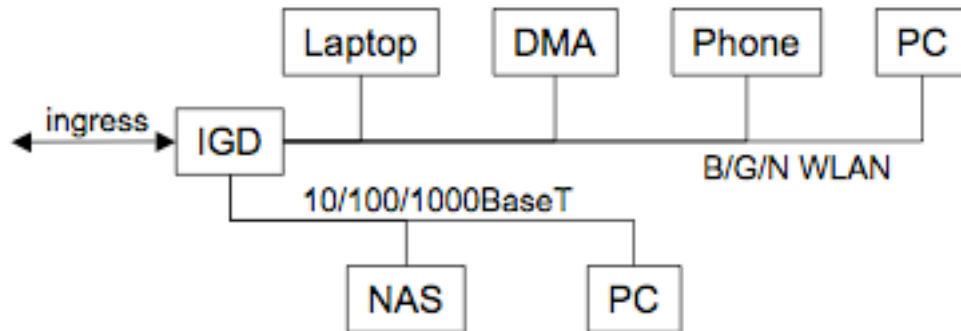 Laptop
DMA
Phone
PC
ingress
IGD
B/G/N WLAN
10/100/1000BaseT
NAS
PC